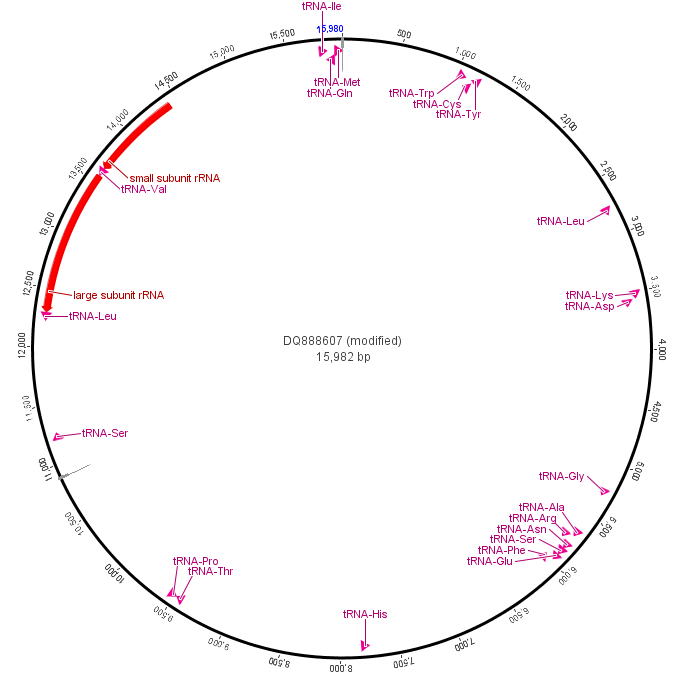 tRNA-Ile
15,980
500
1,000
1,500
2,000
2,500
3,000
3,500
4,000
4,500
5,000
5,500
6,000
6,500
7,000
7,500
8,000
8,500
9,000
9,500
10,000
10,500
11,000
11,500
12,000
12,500
13,000
13,500
14,000
14,500
15,000
15,500
tRNA-Met
tRNA-Gln
tRNA-Trp
tRNA-Cys
tRNA-Tyr
tRNA-Leu
tRNA-Lys
tRNA-Asp
tRNA-Gly
tRNA-Ala
tRNA-Arg
tRNA-Asn
tRNA-Ser
tRNA-Phe
tRNA-Glu
tRNA-His
tRNA-Pro
tRNA-Thr
tRNA-Ser
tRNA-Leu
large subunit rRNA
tRNA-Val
small subunit rRNA
DQ888607 (modified)
15,982 bp